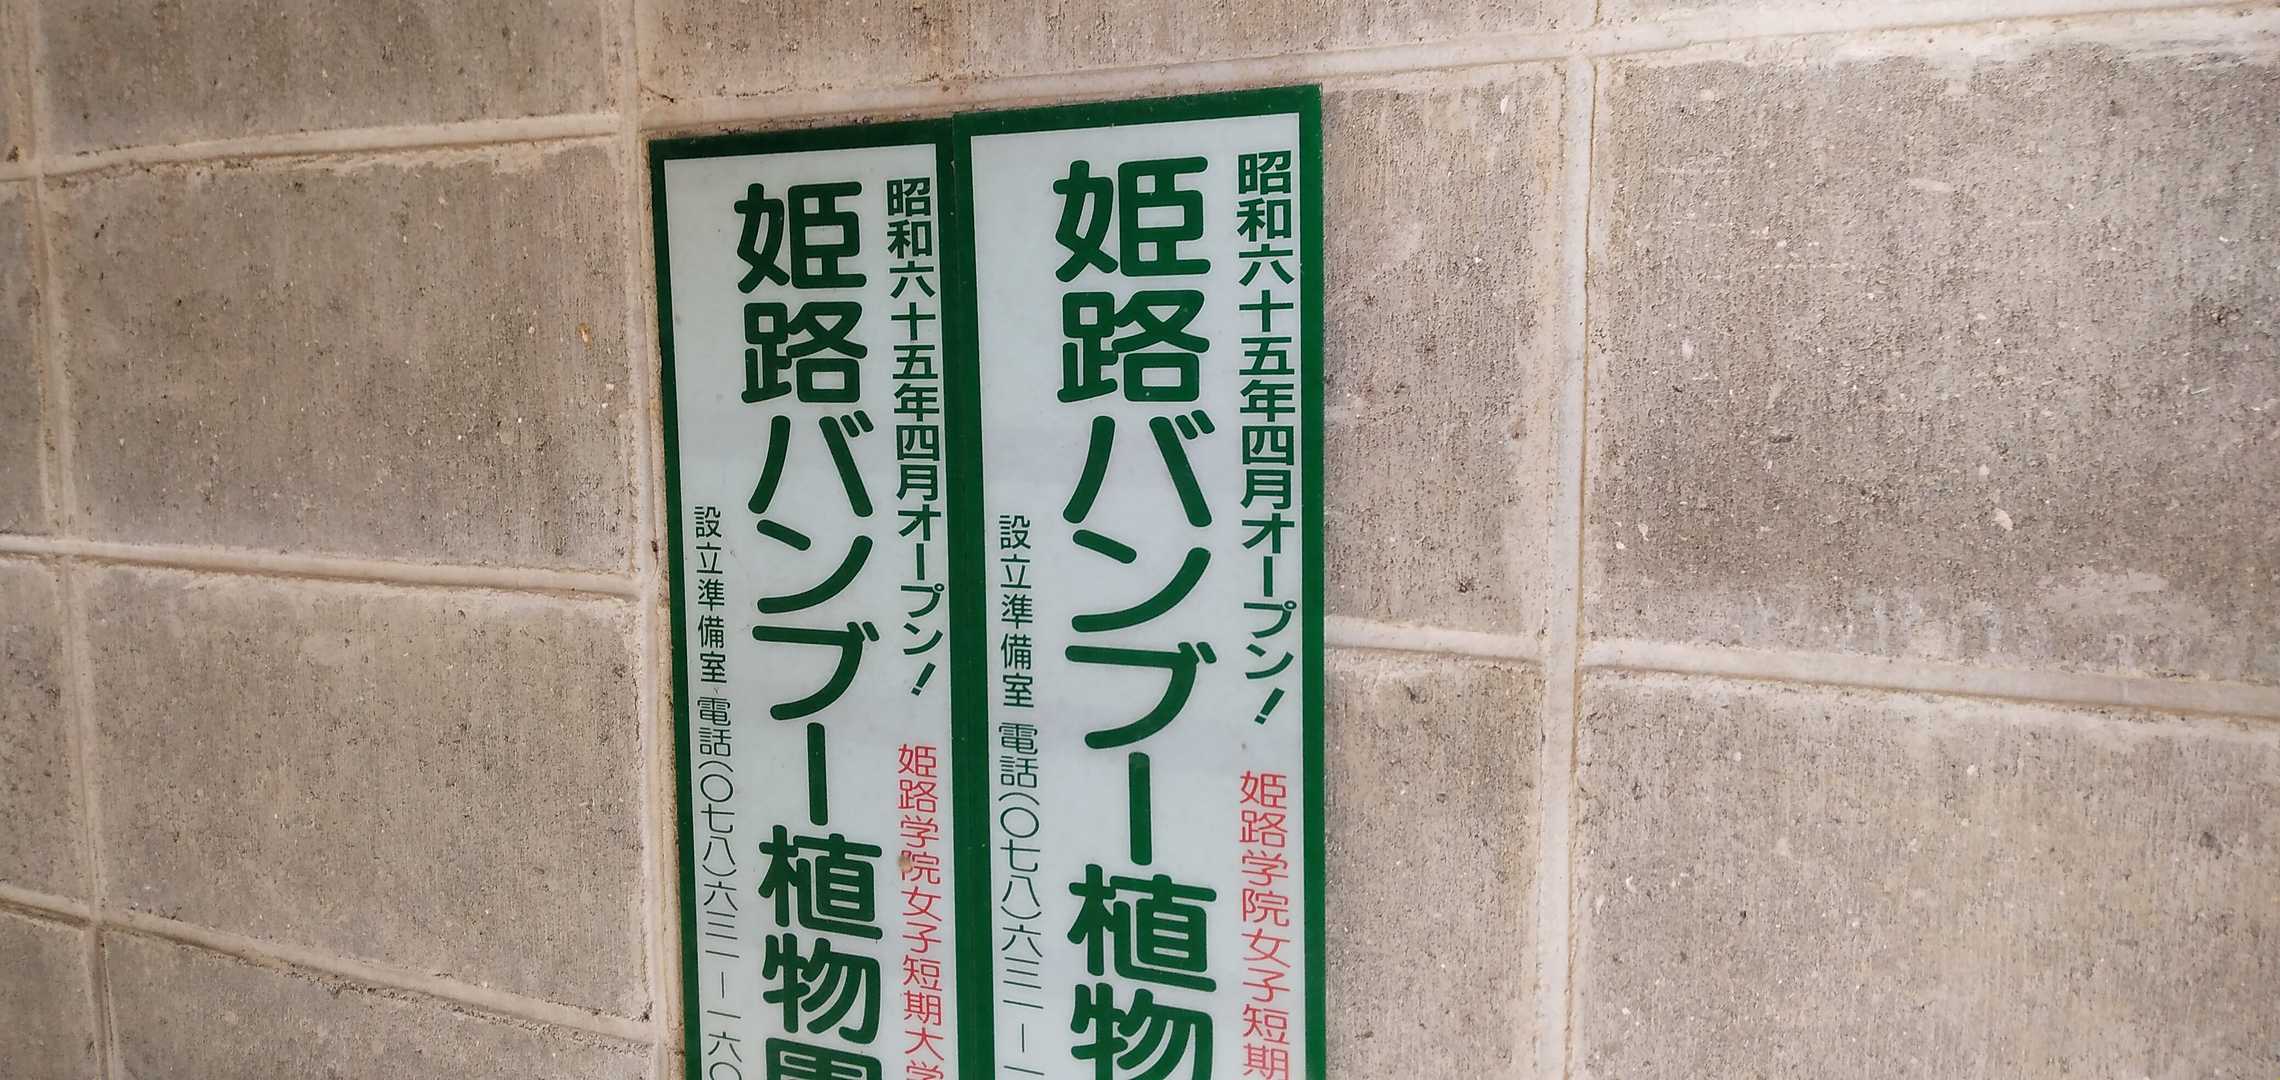 昭和六十五年四月オープン！ 姫路学院女子短期
姫路バンブー植物
設立準備室 電話(〇七八)六三一ー一
昭和六十五年四月オープン！ 姫路学院女子短期大学
姫路バンブー植物園
設立準備室 電話(〇七八)六三一ー一六〇